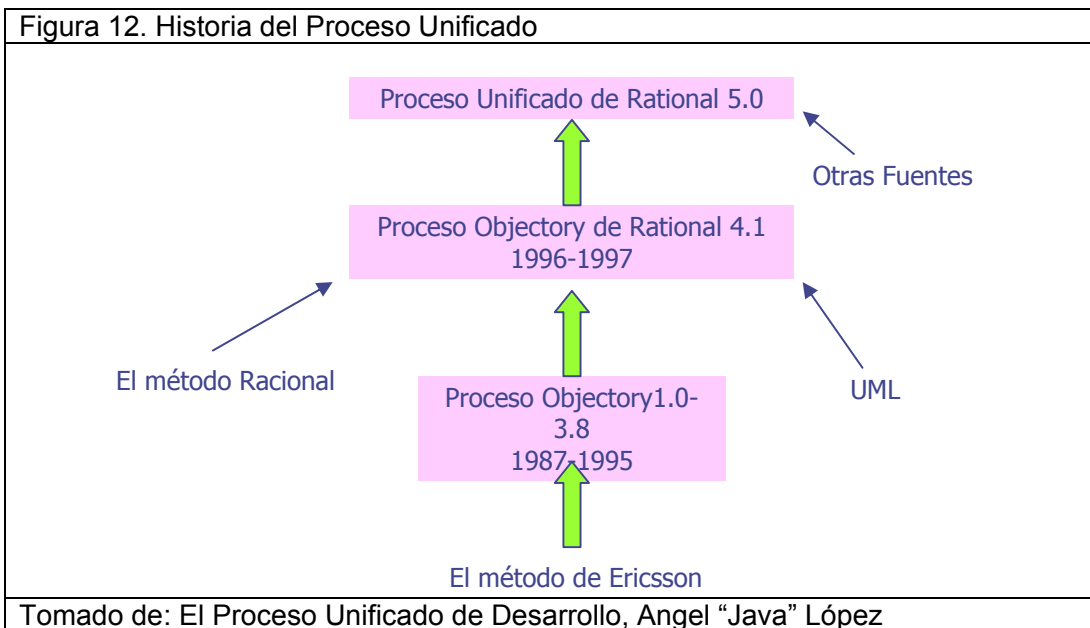 Figura 12. Historia del Proceso Unificado
Proceso Unificado de Rational 5.0
Otras Fuentes
Proceso Objectory de Rational 4.1
1996-1997
El método Racional
UML
Proceso Objectory1.0-
3.8
1987-1995
El método de Ericsson
Tomado de: El Proceso Unificado de Desarrollo, Angel “Java” López